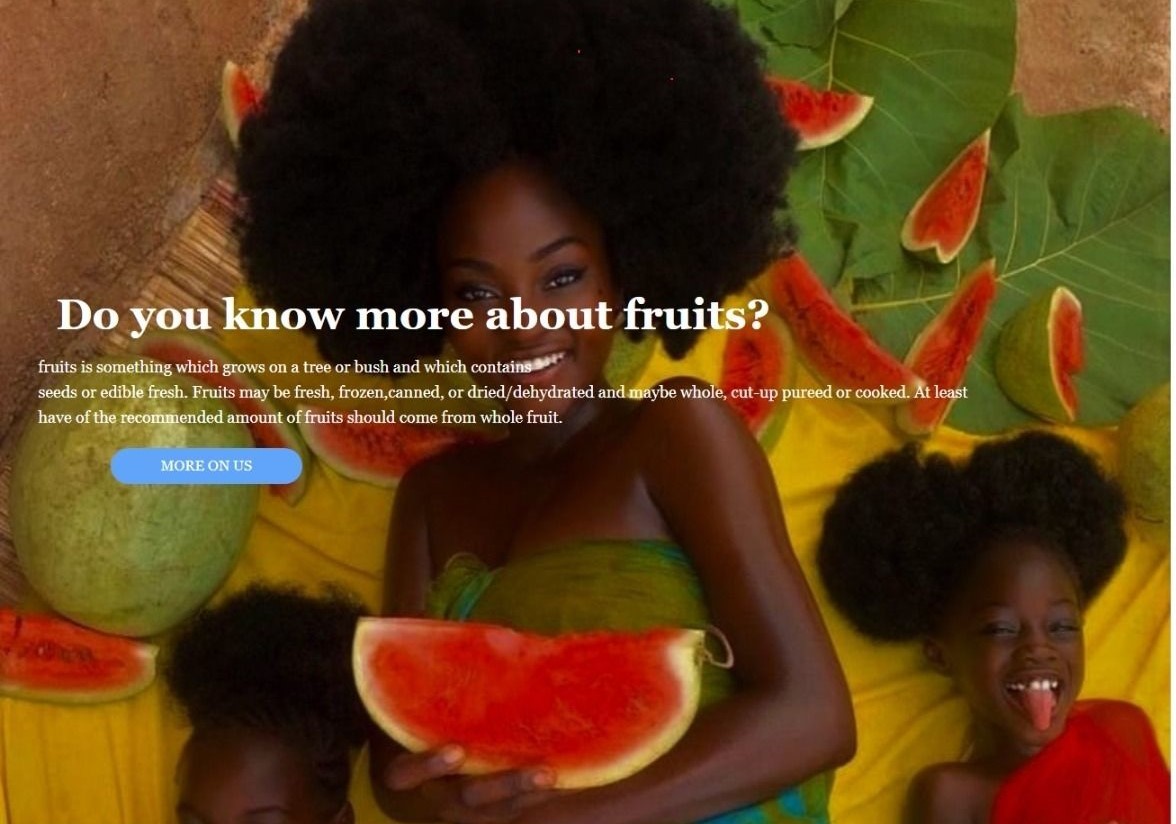 Do you know more about fruits?
fruits is something which grows on a tree or bush and which contains
seeds or edible fresh. Fruits may be fresh, frozen,canned, or dried/dehydrated and maybe whole, cut-up pureed or cooked. At least
have of the recommended amount of fruits should come from whole fruit.
MORE ON US